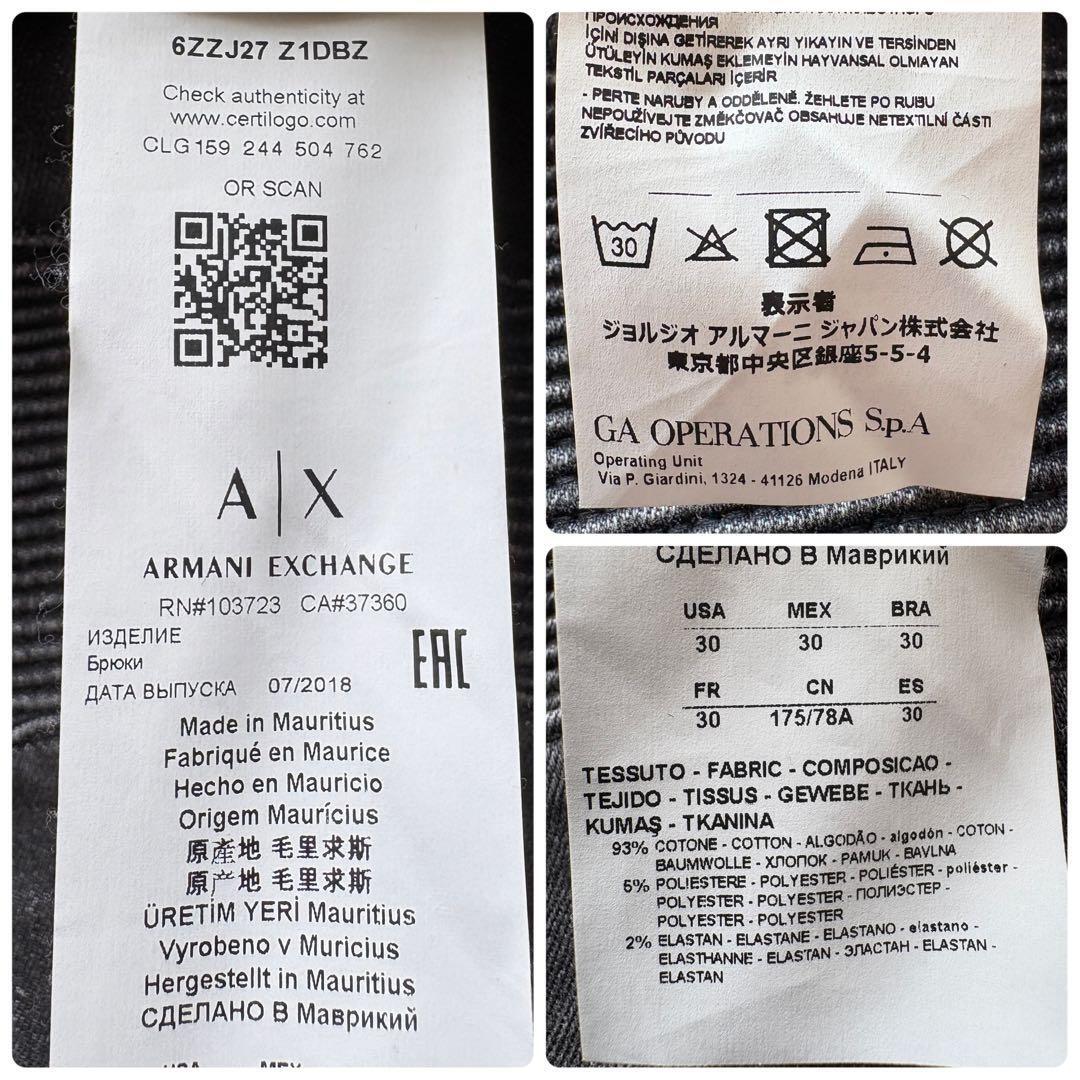 6ZZJ27 Z1DBZ
Check authenticity at
www.certilogo.com
CLG 159 244 504 762
OR SCAN
A|X
ARMANI EXCHANGE
RN#103723 CA#37360
ИЗДЕЛИЕ
Брюки
ДАТА ВЫПУСКА 07/2018
EAC
Made in Mauritius
Fabriqué en Maurice
Hecho en Mauricio
Origem Maurícius
原產地 毛里求斯
原产地 毛里求斯
ÜRETİM YERİ Mauritius
Vyrobeno v Muricius
Hergestellt in Mauritius
СДЕЛАНО В Маврикий
USA MEX
ПРОИСХОЖДЕНИЯ
İÇİNİ DIŞINA GETİREREK AYRI YIKAYIN VE TERSİNDEN
ÜTÜLEYİN KUMAŞ EKLEMEYİN HAYVANSAL OLMAYAN
TEKSTİL PARÇALARI İÇERİR
- PERTE NARUBY A ODDĚLENĚ. ŽEHLETE PO RUBU
NEPOUŽÍVEJTE ZMĚKČOVAČ OBSAHUJE NETEXTILNÍ ČÁSTI
ZVÍŘECÍHO PŮVODU
30
表示者
ジョルジオ アルマーニ ジャパン株式会社
東京都中央区銀座5-5-4
GA OPERATIONS S.p.A
Operating Unit
Via P. Giardini, 1324 - 41126 Modena ITALY
СДЕЛАНО В Маврикий
USA MEX BRA
30 30 30
FR CN ES
30 175/78A 30
TESSUTO - FABRIC - COMPOSICAO -
TEJIDO - TISSUS - GEWEBE - ТКАНЬ -
KUMAŞ - TKANINA
93% COTONE - COTTON - ALGODÃO - algodón - COTON -
BAUMWOLLE - ХЛОПОК - PAMUK - BAVLNA
5% POLIESTERE - POLYESTER - POLIÉSTER - poliéster -
POLYESTER - POLYESTER - ПОЛИЭСТЕР -
POLYESTER - POLYESTER
2% ELASTAN - ELASTANE - ELASTANO - elastano -
ELASTHANNE - ELASTAN - ЭЛАСТАН - ELASTAN -
ELASTAN